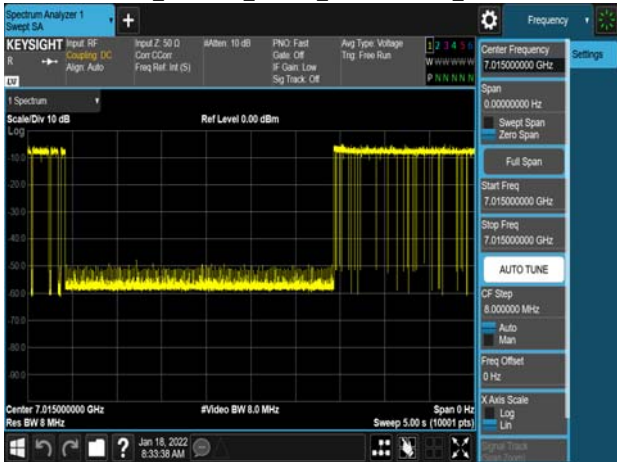 Spectrum Analyzer 1
Swept SA
Frequency
KEYSIGHT
R
LXI
Input: RF
Coupling: DC
Align: Auto
Input Z: 50 Ω
Corr CCorr
Freq Ref: Int (S)
#Atten: 10 dB
PNO: Fast
Gate: Off
IF Gain: Low
Sig Track: Off
Avg Type: Voltage
Trig: Free Run
1 2 3 4 5 6
W W W W W W
P N N N N N
Center Frequency
7.015000000 GHz
Settings
Span
0.00000000 Hz
Swept Span
Zero Span
Full Span
Start Freq
7.015000000 GHz
Stop Freq
7.015000000 GHz
AUTO TUNE
CF Step
8.000000 MHz
Auto
Man
Freq Offset
0 Hz
X Axis Scale
Log
Lin
Signal Track
(Span Zoom)
1 Spectrum
Scale/Div 10 dB
Ref Level 0.00 dBm
Log
-10.0
-20.0
-30.0
-40.0
-50.0
-60.0
-70.0
-80.0
-90.0
Center 7.015000000 GHz
Res BW 8 MHz
#Video BW 8.0 MHz
Span 0 Hz
Sweep 5.00 s (10001 pts)
Jan 18, 2022
8:33:38 AM